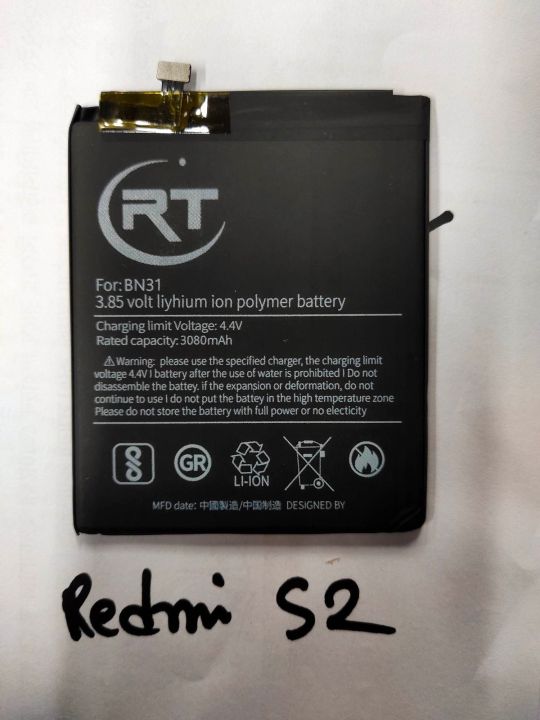 RT
For: BN31
3.85 volt liyhium ion polymer battery
Charging limit Voltage: 4.4V
Rated capacity: 3080mAh
⚠Warning: please use the specified charger, the charging limit
voltage 4.4V I battery after the use of water is prohibited I Do not
disassemble the battery. if the expansion or deformation, do not
continue to use I do not put the battey in the high temperature zone
Please do not store the battery with full power or no electicity
GR
LI-ION
MFD date: 中國製造/中国制造 DESIGNED BY
Redmi S2